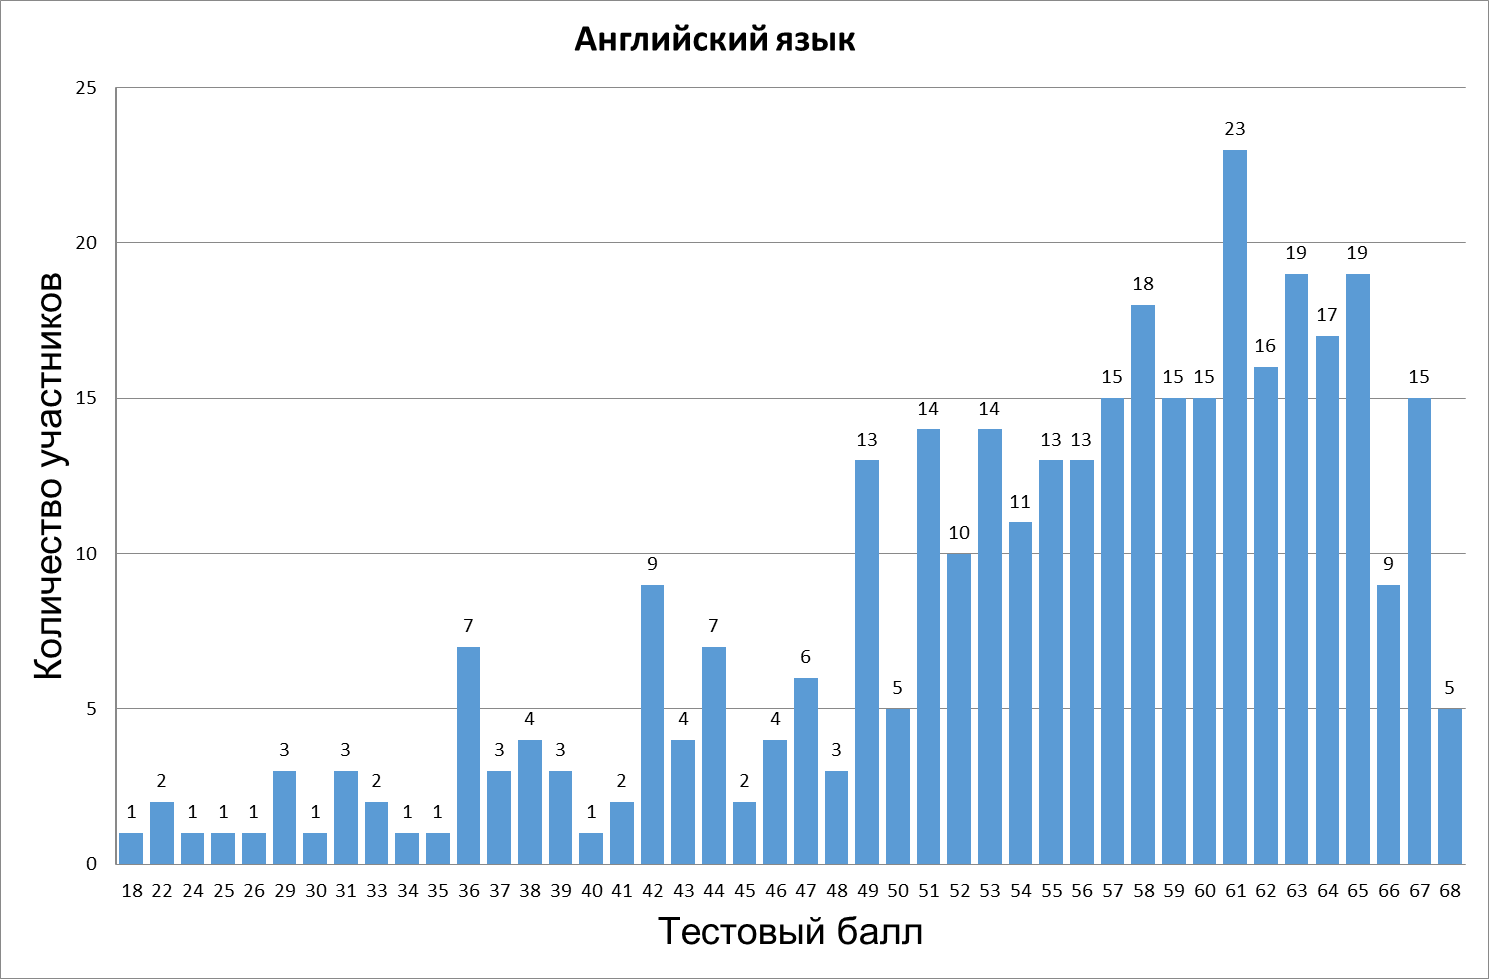 Английский язык
Количество участников
25
20
15
10
5
0
1 2 1 1 1 3 1 3 2 1 1 7 3 4 3 1 2 9 4 7 2 4 6 3 13 5 14 10 14 11 13 13 15 18 15 15 23 16 19 17 19 9 15 5
18 22 24 25 26 29 30 31 33 34 35 36 37 38 39 40 41 42 43 44 45 46 47 48 49 50 51 52 53 54 55 56 57 58 59 60 61 62 63 64 65 66 67 68
Тестовый балл